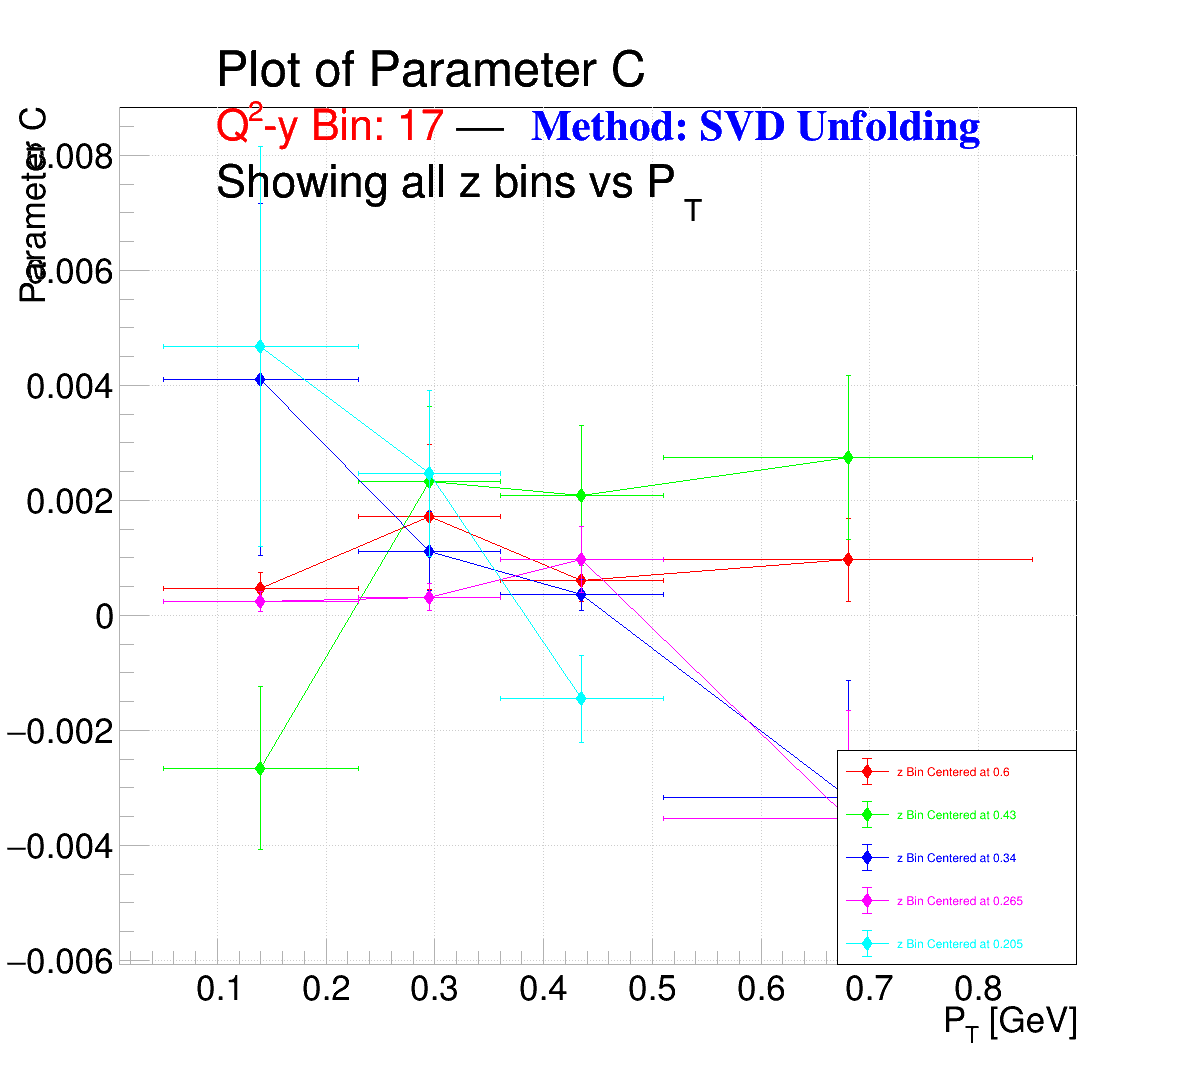 Plot of Parameter C
Q²-y Bin: 17 — Method: SVD Unfolding
Showing all z bins vs P_T
Parameter C
0.008
0.006
0.004
0.002
0
−0.002
−0.004
−0.006
0.1 0.2 0.3 0.4 0.5 0.6 0.7 0.8
P_T [GeV]
z Bin Centered at 0.6
z Bin Centered at 0.43
z Bin Centered at 0.34
z Bin Centered at 0.265
z Bin Centered at 0.205